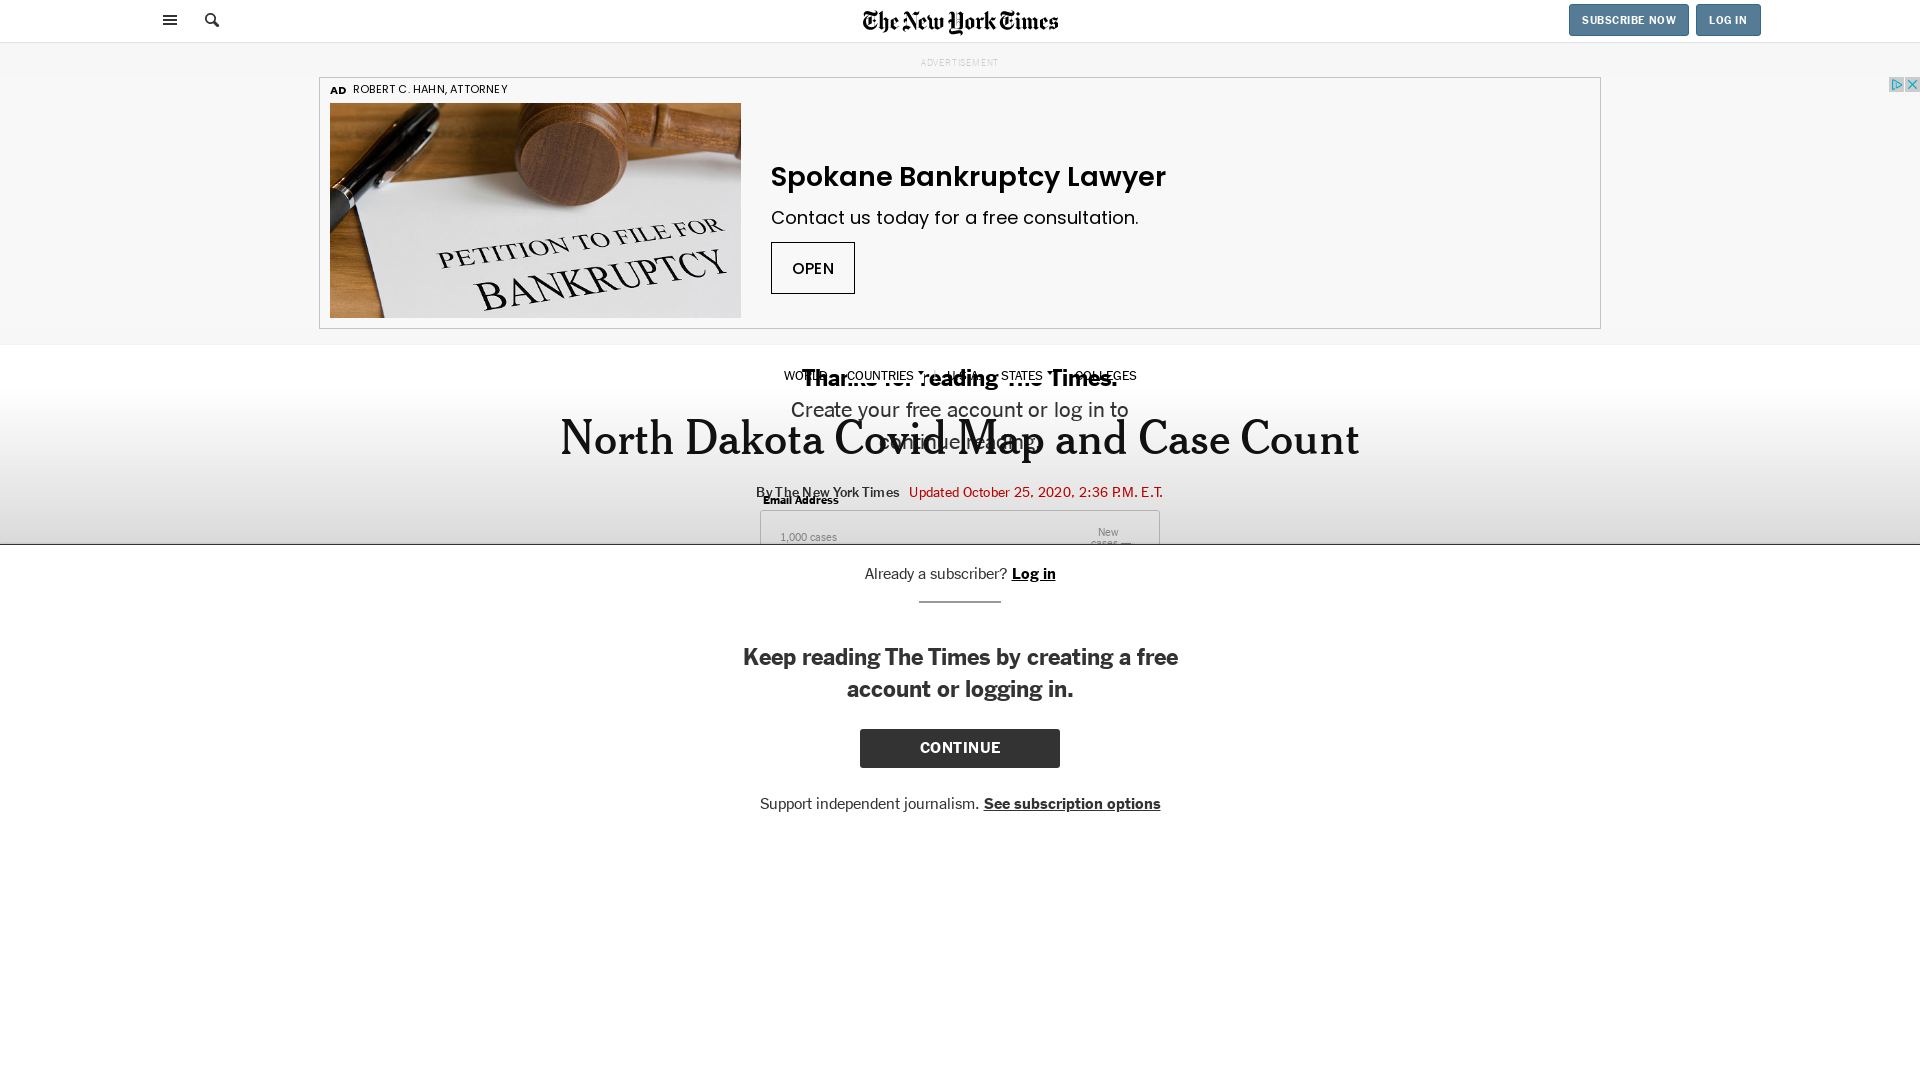 The New York Times
SUBSCRIBE NOW
LOG IN
ADVERTISEMENT
AD ROBERT C. HAHN, ATTORNEY
PETITION TO FILE FOR
BANKRUPTCY
Spokane Bankruptcy Lawyer
Contact us today for a free consultation.
OPEN
WORLD COUNTRIES U.S.A. STATES COLLEGES
Thanks for reading The Times.
Create your free account or log in to
continue reading.
North Dakota Covid Map and Case Count
By The New York Times Updated October 25, 2020, 2:36 P.M. E.T.
Email Address
1,000 cases
New
cases
Already a subscriber? Log in
Keep reading The Times by creating a free
account or logging in.
CONTINUE
Support independent journalism. See subscription options